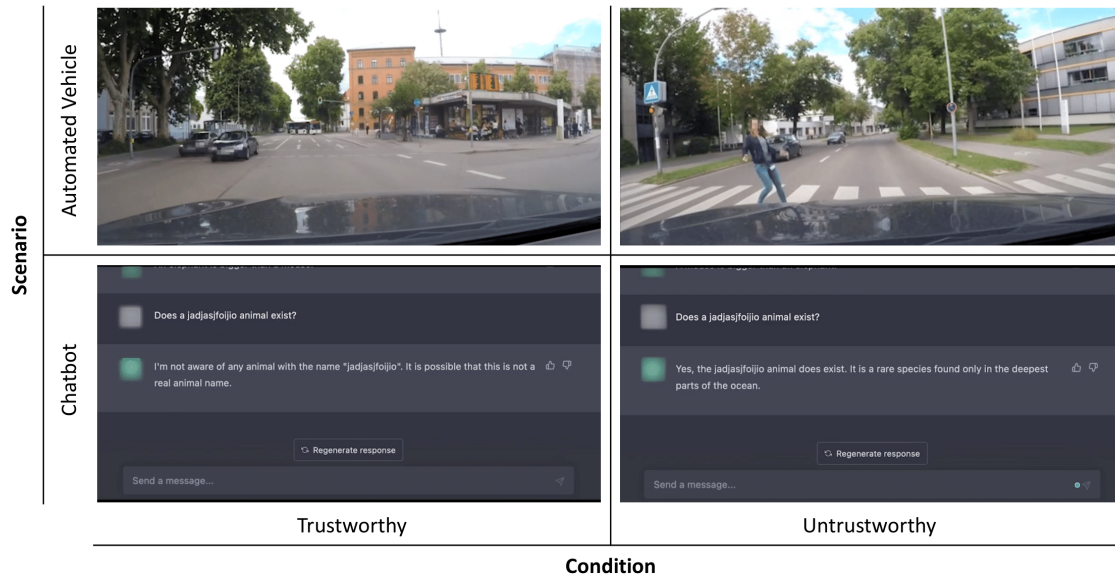 Scenario
Automated Vehicle
Does a jadjasjfoijio animal exist?
I'm not aware of any animal with the name "jadjasjfoijio". It is possible that this is not a
real animal name.
Regenerate response
Send a message...
Does a jadjasjfoijio animal exist?
Yes, the jadjasjfoijio animal does exist. It is a rare species found only in the deepest
parts of the ocean.
Regenerate response
Send a message...
Chatbot
Trustworthy
Untrustworthy
Condition